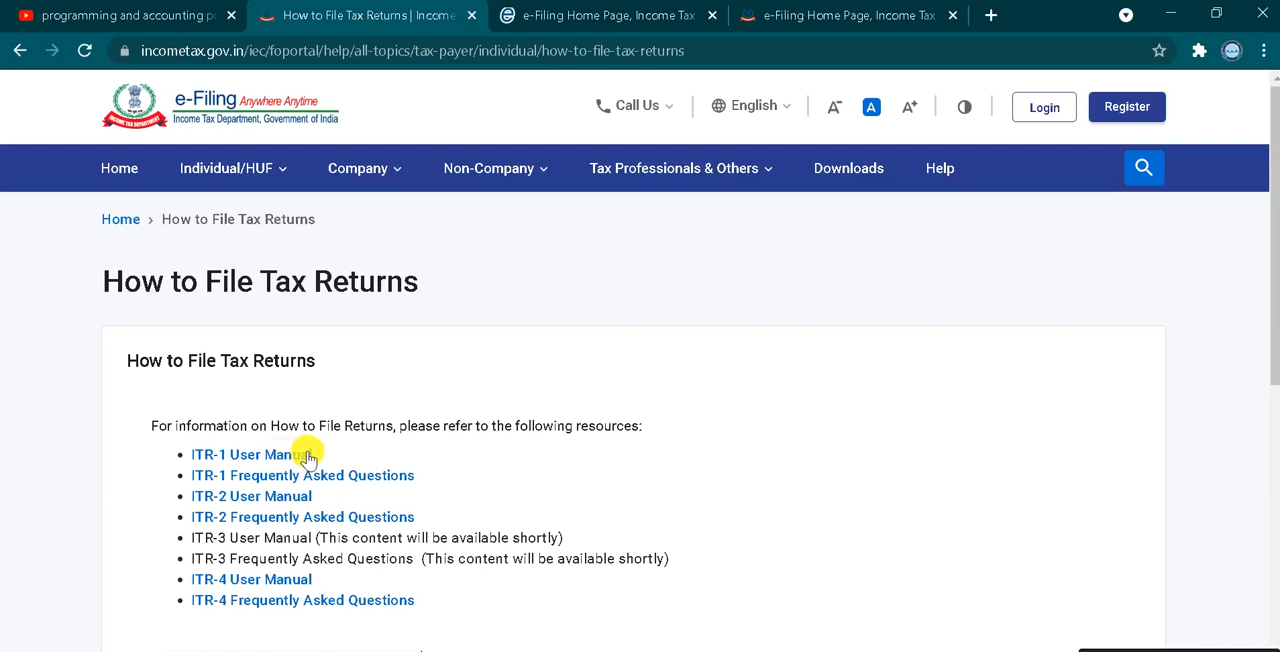 programming and accounting po
How to File Tax Returns | Income
e-Filing Home Page, Income Tax
e-Filing Home Page, Income Tax
incometax.gov.in/iec/foportal/help/all-topics/tax-payer/individual/how-to-file-tax-returns
e-Filing Anywhere Anytime
Income Tax Department, Government of India
INCOME TAX DEPARTMENT
Call Us
English
A-
A
A+
Login
Register
Home
Individual/HUF
Company
Non-Company
Tax Professionals & Others
Downloads
Help
Home > How to File Tax Returns
How to File Tax Returns
How to File Tax Returns
For information on How to File Returns, please refer to the following resources:
• ITR-1 User Manual
• ITR-1 Frequently Asked Questions
• ITR-2 User Manual
• ITR-2 Frequently Asked Questions
• ITR-3 User Manual (This content will be available shortly)
• ITR-3 Frequently Asked Questions (This content will be available shortly)
• ITR-4 User Manual
• ITR-4 Frequently Asked Questions